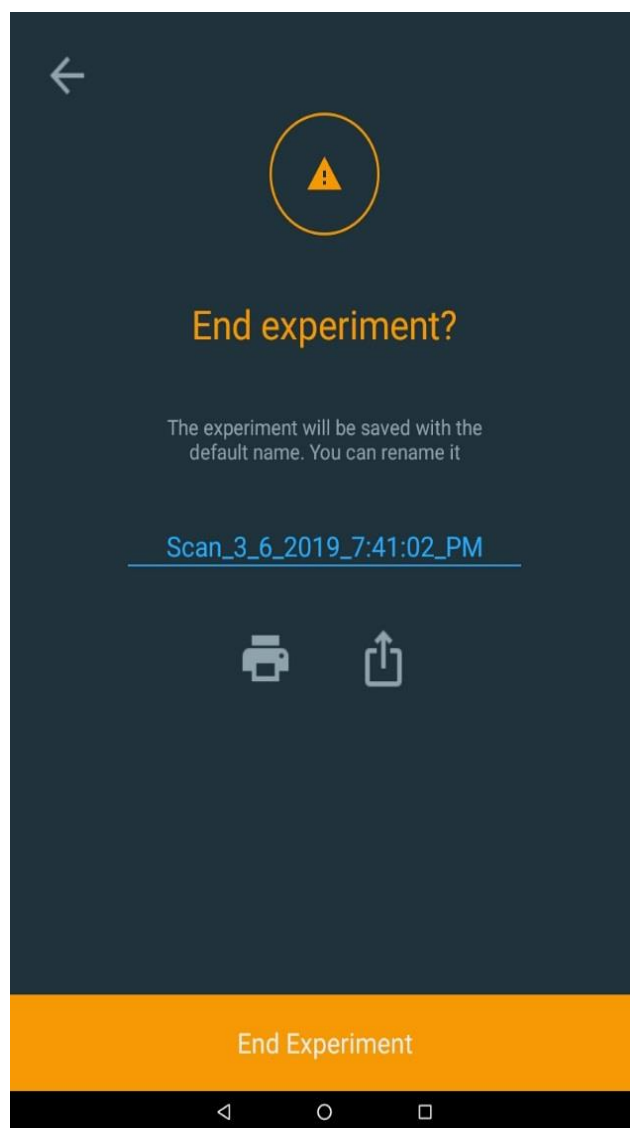 End experiment?
The experiment will be saved with the
default name. You can rename it
Scan_3_6_2019_7:41:02_PM
End Experiment